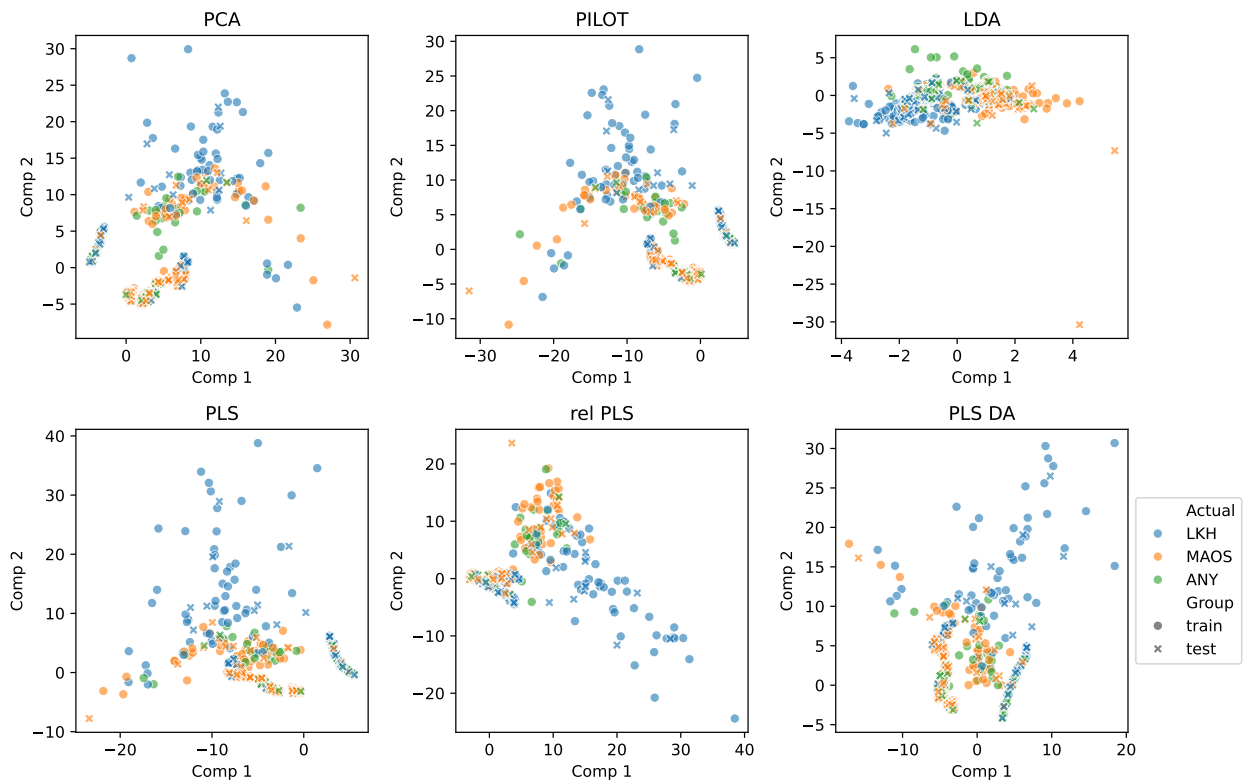 PCA
PILOT
LDA
30
25
20
15
10
5
0
−5
0
10
20
30
Comp 1
Comp 2
30
25
20
15
10
5
0
−5
−10
−30
−20
−10
0
Comp 1
Comp 2
5
0
−5
−10
−15
−20
−25
−30
−4
−2
0
2
4
Comp 1
Comp 2
PLS
rel PLS
PLS DA
40
30
20
10
0
−10
−20
−10
0
Comp 1
Comp 2
20
10
0
−10
−20
0
10
20
30
40
Comp 1
Comp 2
30
25
20
15
10
5
0
−5
−10
0
10
20
Comp 1
Comp 2
Actual
LKH
MAOS
ANY
Group
train
test